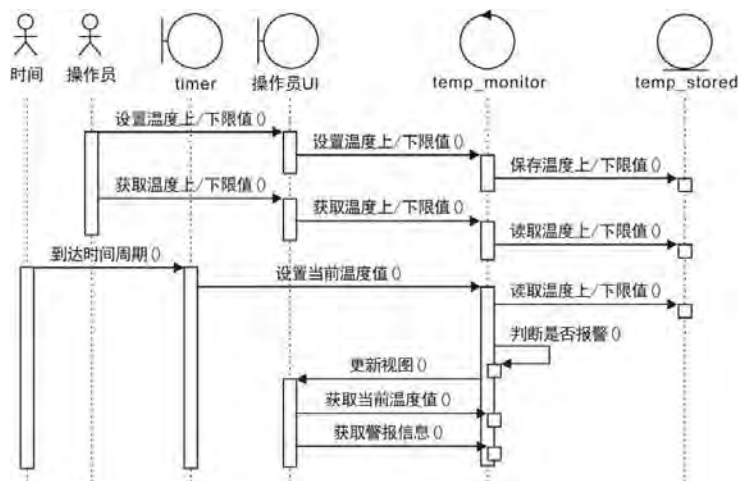 时间
操作员
timer
操作员UI
temp_monitor
temp_stored
设置温度上/下限值()
设置温度上/下限值()
保存温度上/下限值()
获取温度上/下限值()
获取温度上/下限值()
读取温度上/下限值()
到达时间周期()
设置当前温度值()
读取温度上/下限值()
判断是否报警()
更新视图()
获取当前温度值()
获取警报信息()